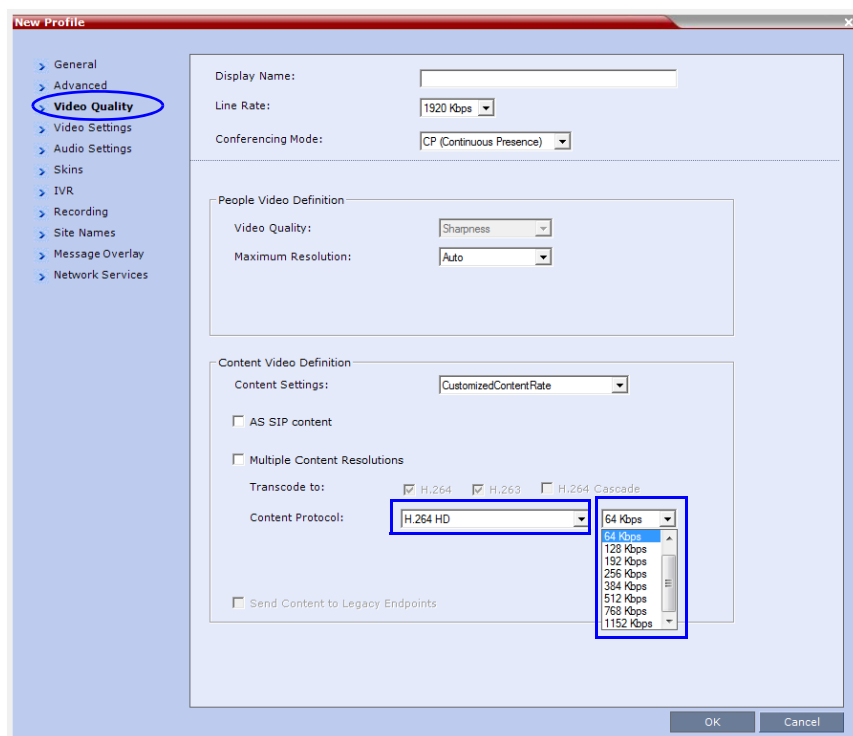 New Profile
General
Advanced
Video Quality
Video Settings
Audio Settings
Skins
IVR
Recording
Site Names
Message Overlay
Network Services
Display Name:
Line Rate: 1920 Kbps
Conferencing Mode: CP (Continuous Presence)
People Video Definition
Video Quality: Sharpness
Maximum Resolution: Auto
Content Video Definition
Content Settings: CustomizedContentRate
AS SIP content
Multiple Content Resolutions
Transcode to: H.264 H.263 H.264 Cascade
Content Protocol: H.264 HD 64 Kbps
64 Kbps
128 Kbps
192 Kbps
256 Kbps
384 Kbps
512 Kbps
768 Kbps
1152 Kbps
Send Content to Legacy Endpoints
OK Cancel